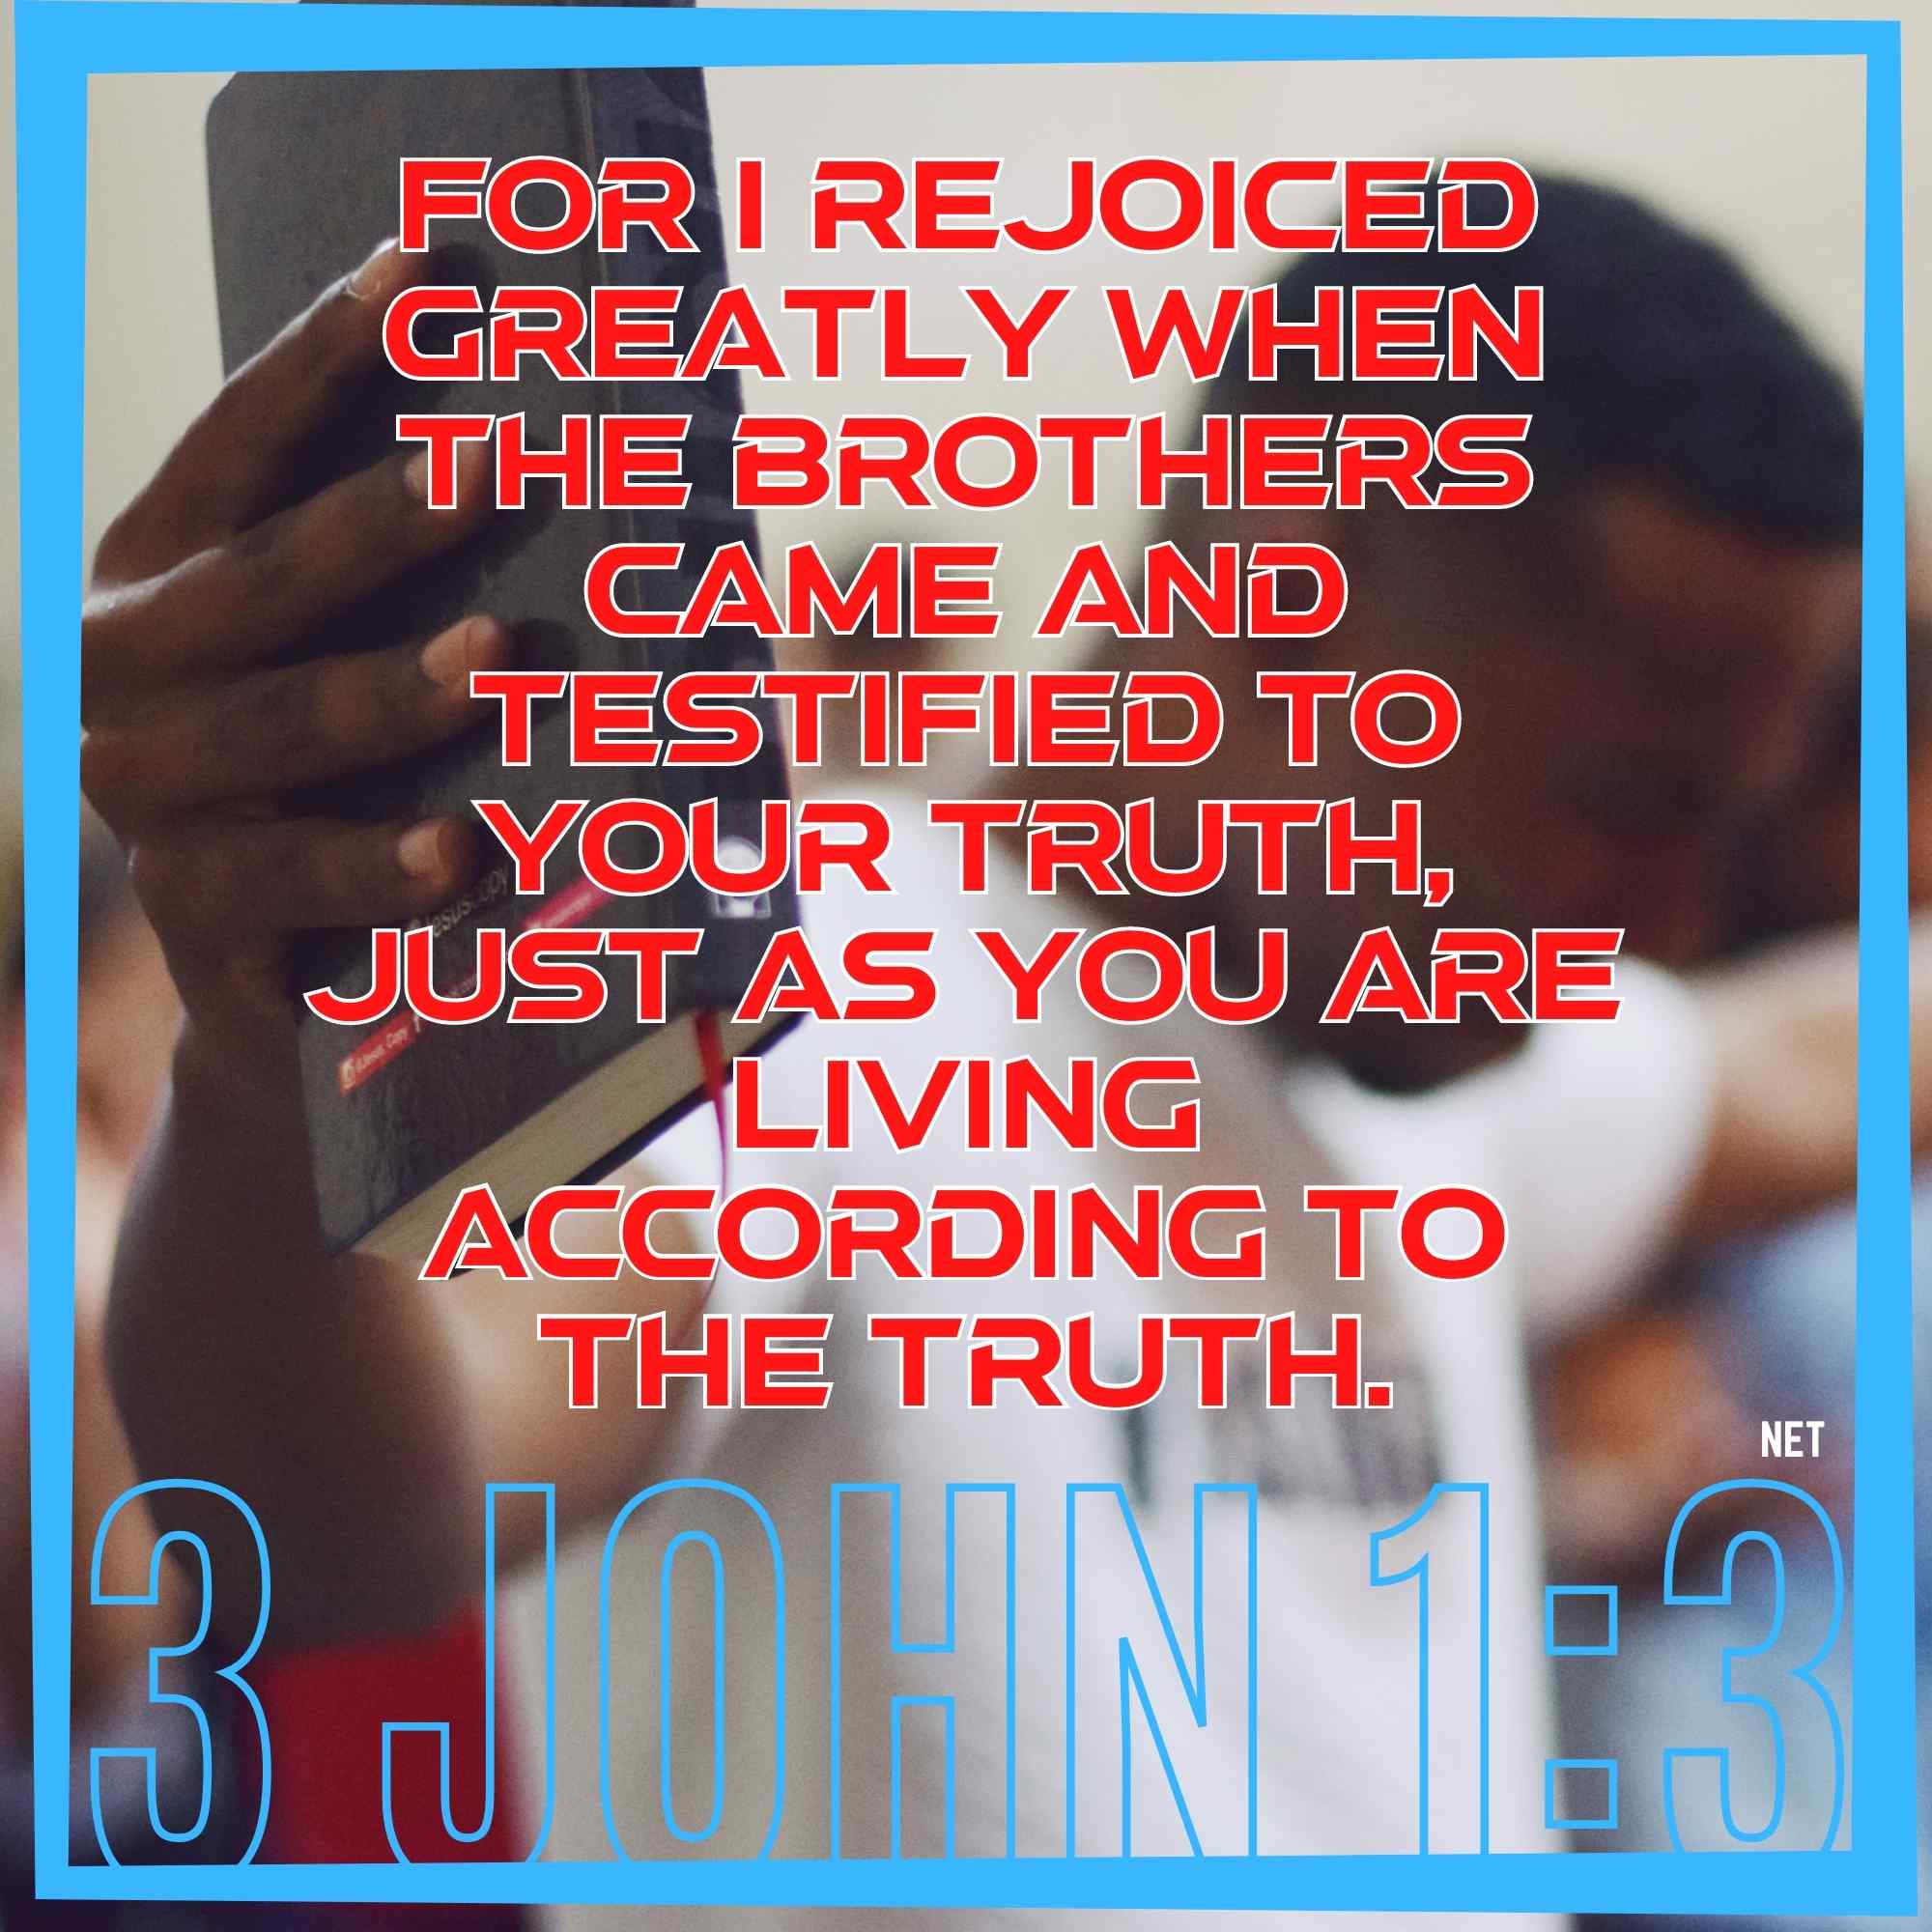 FOR I REJOICED
GREATLY WHEN
THE BROTHERS
CAME AND
TESTIFIED TO
YOUR TRUTH,
JUST AS YOU ARE
LIVING
ACCORDING TO
THE TRUTH.
NET
3 JOHN 1:3